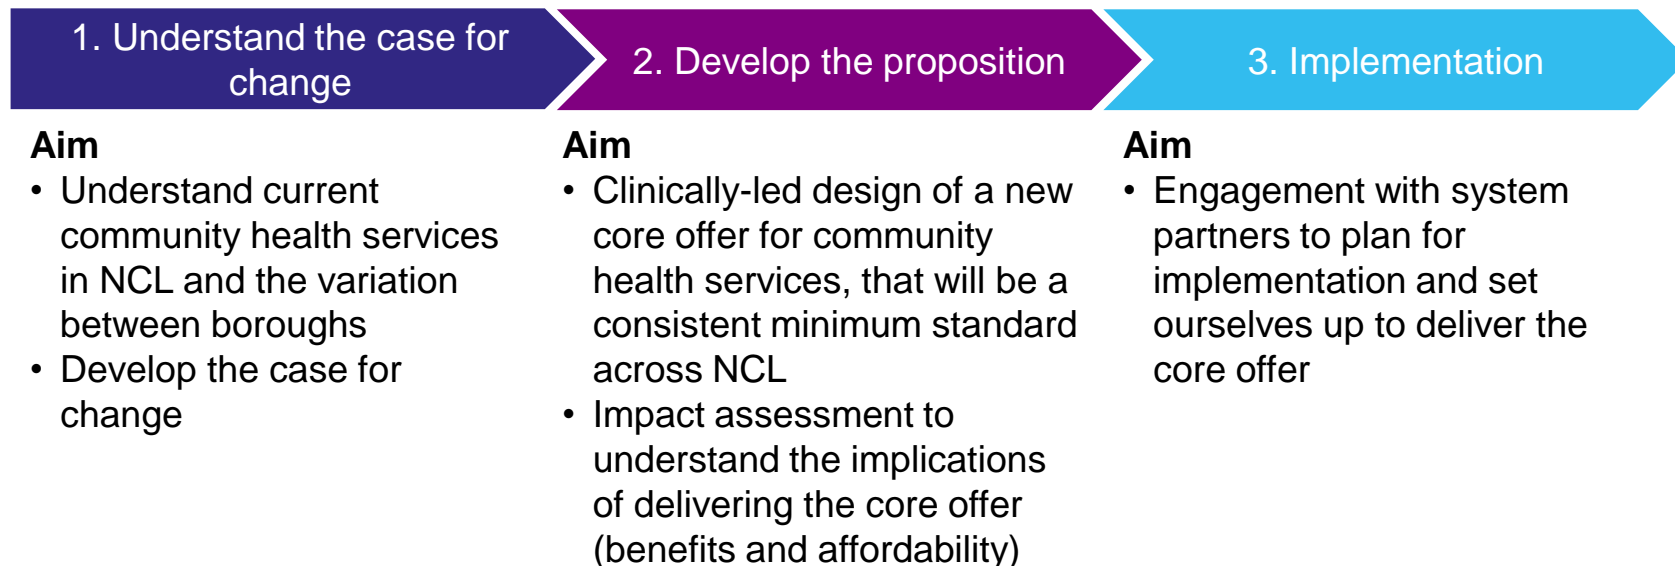 1. Understand the case for
change
2. Develop the proposition
3. Implementation
Aim
• Understand current
community health services
in NCL and the variation
between boroughs
• Develop the case for
change
Aim
• Clinically-led design of a new
core offer for community
health services, that will be a
consistent minimum standard
across NCL
• Impact assessment to
understand the implications
of delivering the core offer
(benefits and affordability)
Aim
• Engagement with system
partners to plan for
implementation and set
ourselves up to deliver the
core offer